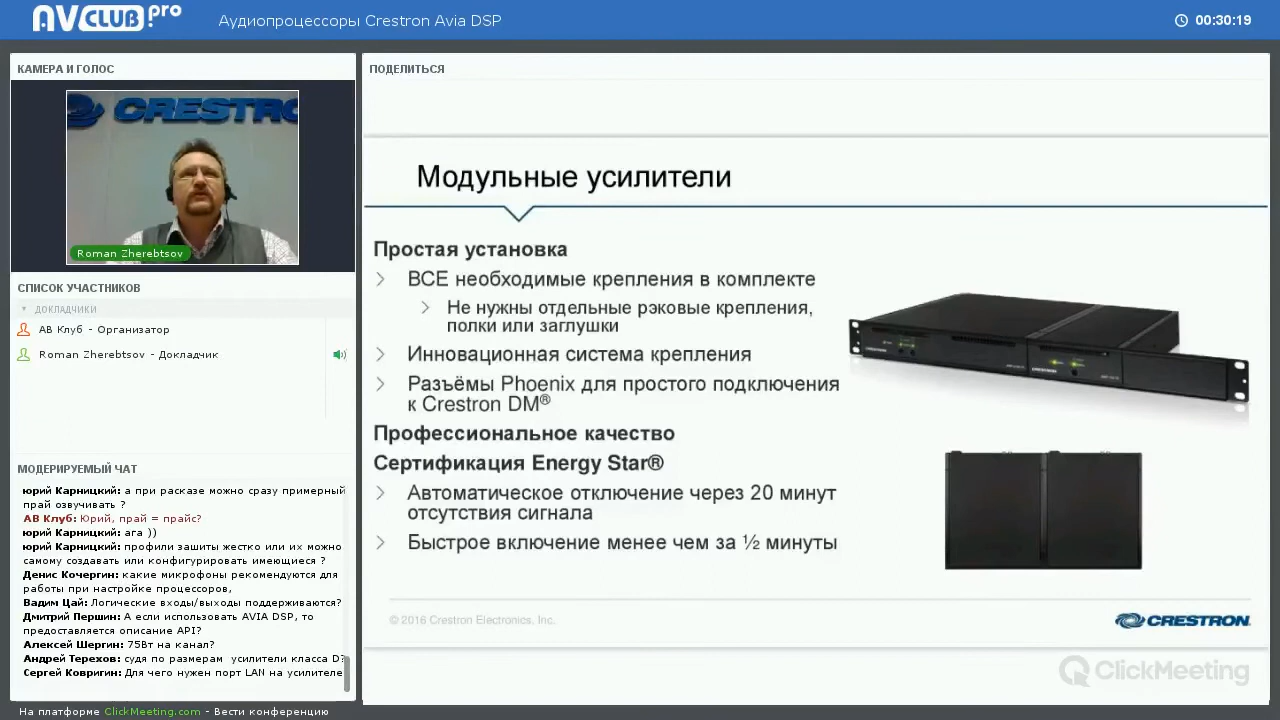 AVCLUB.pro
Аудиопроцессоры Crestron Avia DSP
00:30:19
КАМЕРА И ГОЛОС
CRESTRO
Roman Zherebtsov
СПИСОК УЧАСТНИКОВ
ДОКЛАДЧИКИ
АВ Клуб - Организатор
Roman Zherebtsov - Докладчик
МОДЕРИРУЕМЫЙ ЧАТ
юрий Карницкий: а при расказе можно сразу примерный
прай озвучивать ?
АВ Клуб: Юрий, прай = прайс?
юрий Карницкий: ага ))
юрий Карницкий: профили зашиты жестко или их можно
самому создавать или конфигурировать имеющиеся ?
Денис Кочергин: какие микрофоны рекомендуются для
работы при настройке процессоров,
Вадим Цай: Логические входы/выходы поддерживаются?
Дмитрий Першин: А если использовать AVIA DSP, то
предоставляется описание API?
Алексей Шергин: 75Вт на канал?
Андрей Терехов: судя по размерам усилители класса D?
Сергей Ковригин: Для чего нужен порт LAN на усилителе
На платформе ClickMeeting.com - Вести конференцию
ПОДЕЛИТЬСЯ
Модульные усилители
Простая установка
ВСЕ необходимые крепления в комплекте
Не нужны отдельные рэковые крепления,
полки или заглушки
Инновационная система крепления
Разъёмы Phoenix для простого подключения
к Crestron DM®
Профессиональное качество
Сертификация Energy Star®
Автоматическое отключение через 20 минут
отсутствия сигнала
Быстрое включение менее чем за ½ минуты
© 2016 Crestron Electronics, Inc.
CRESTRON
ClickMeeting